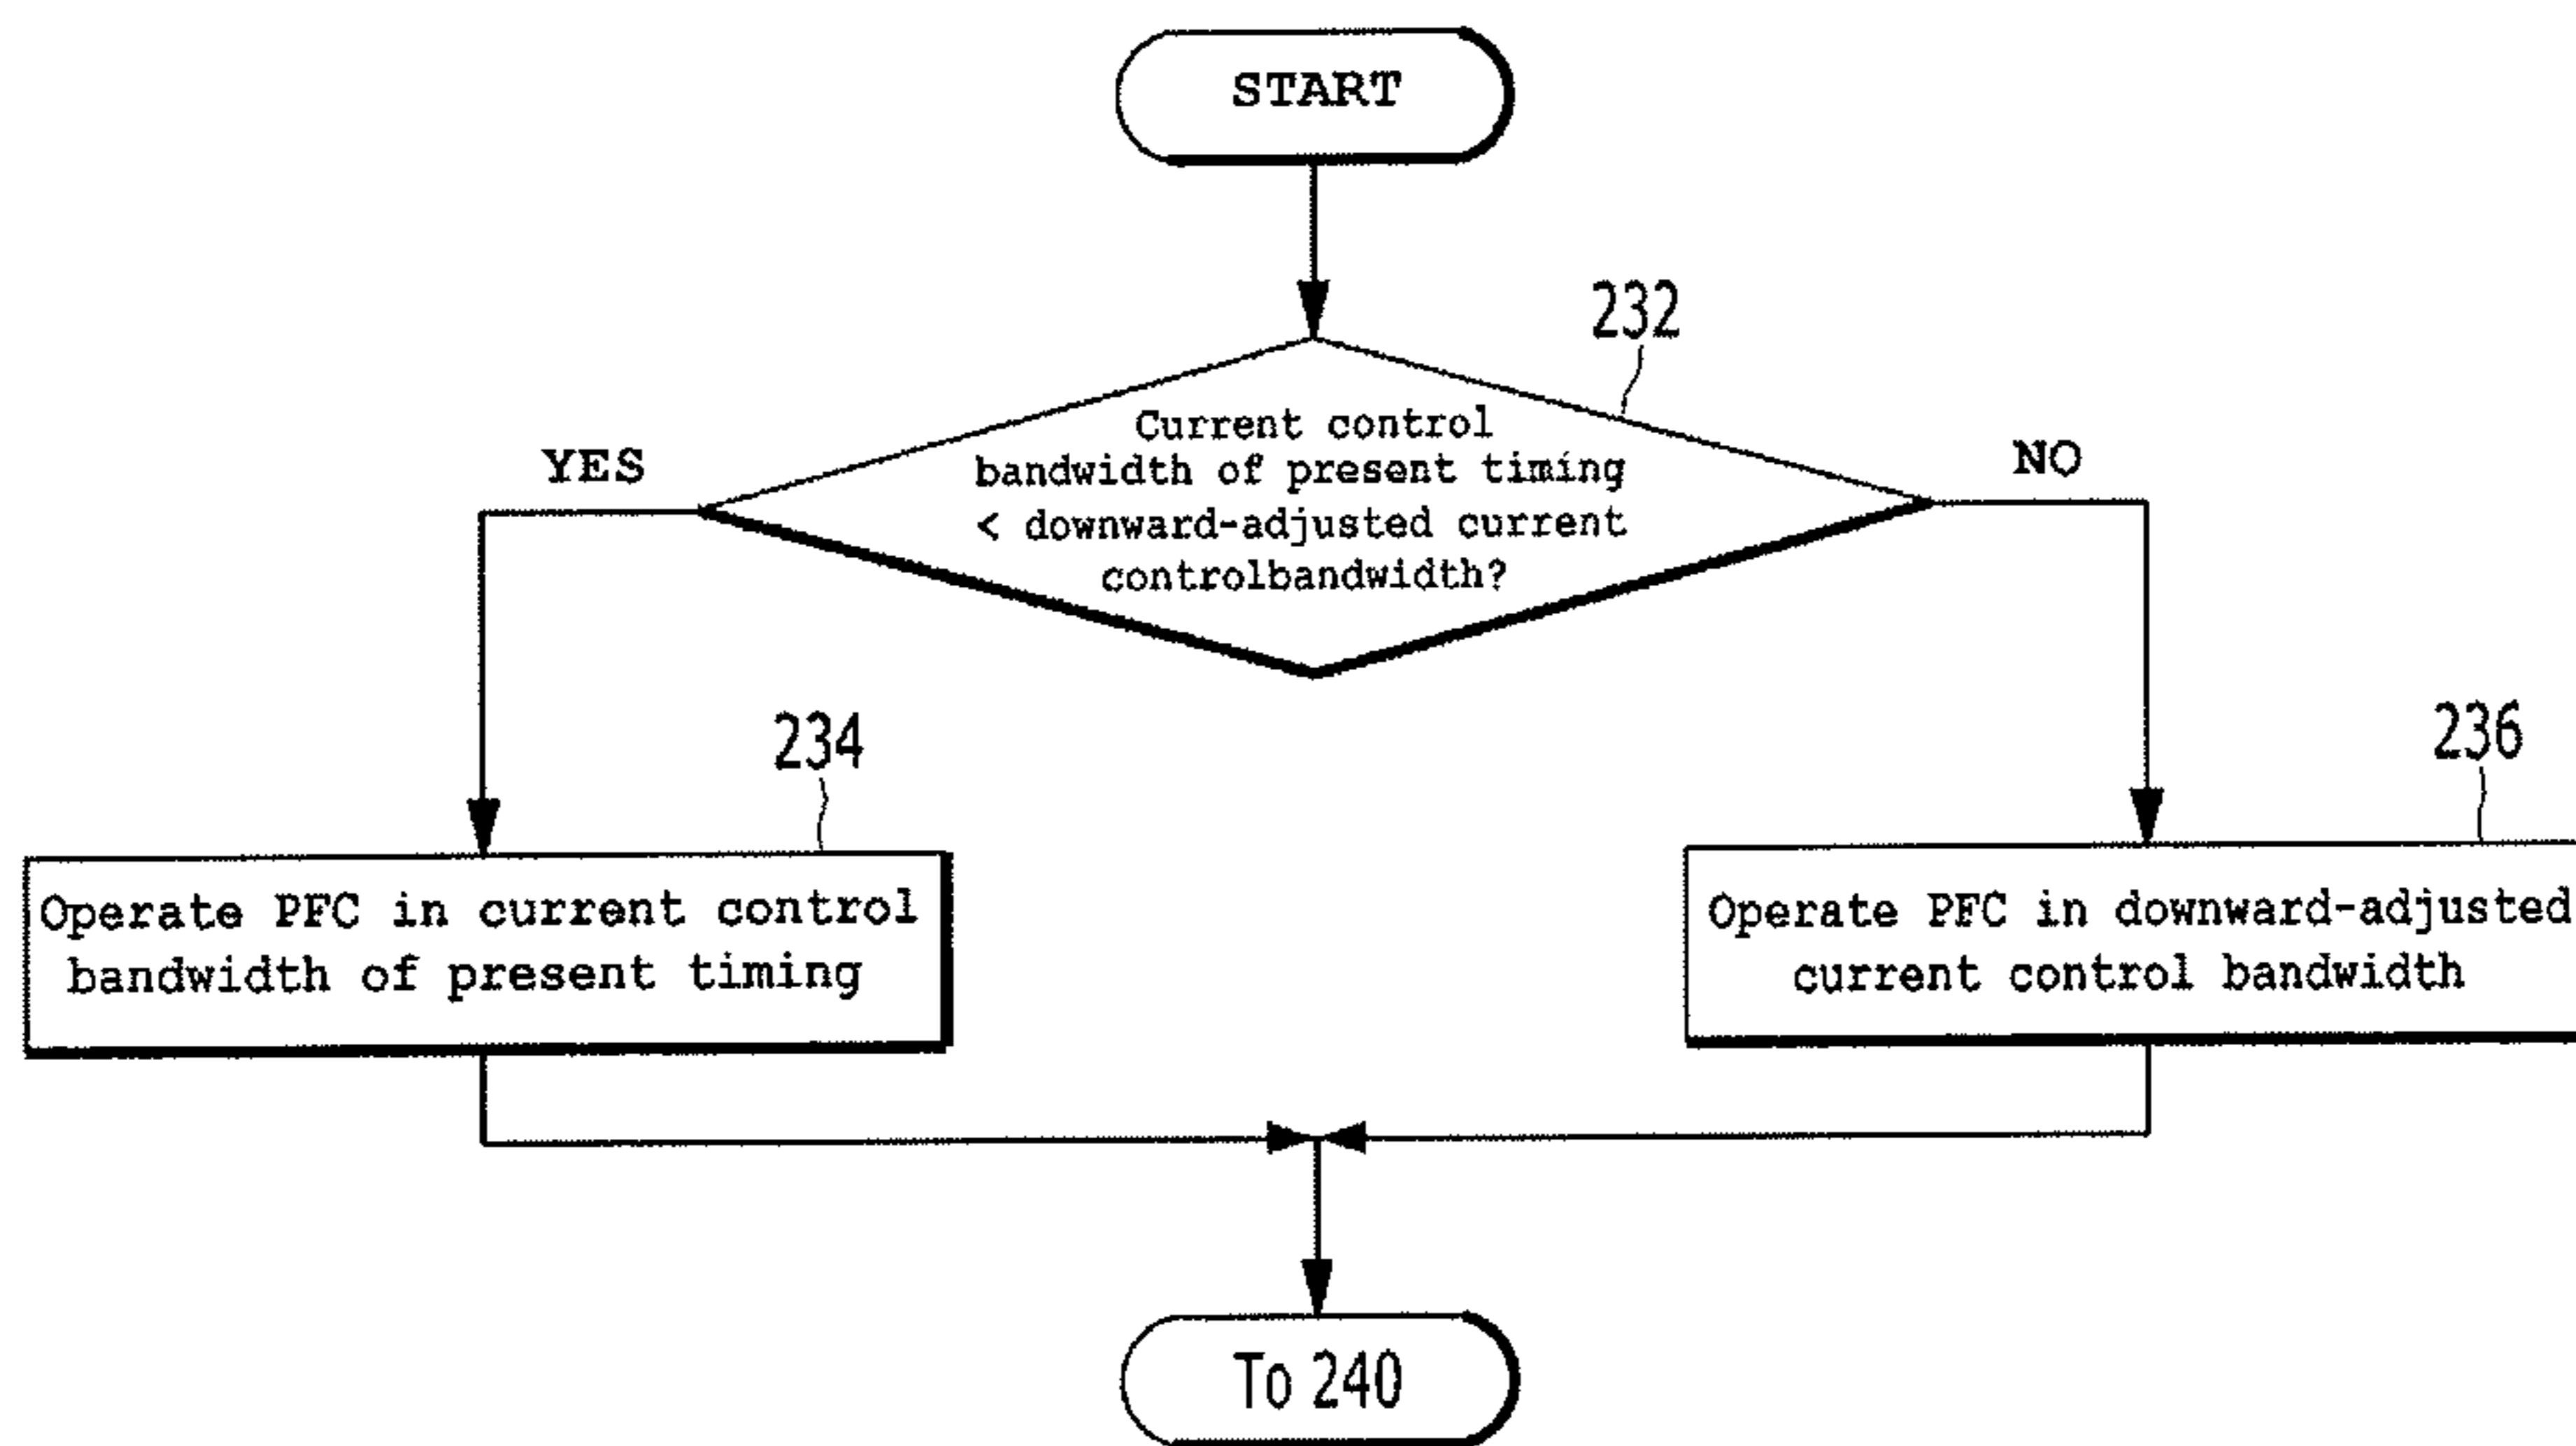 START
232
Current control
bandwidth of present timing
< downward-adjusted current
controlbandwidth?
YES
NO
234
236
Operate PFC in current control
bandwidth of present timing
Operate PFC in downward-adjusted
current control bandwidth
To 240